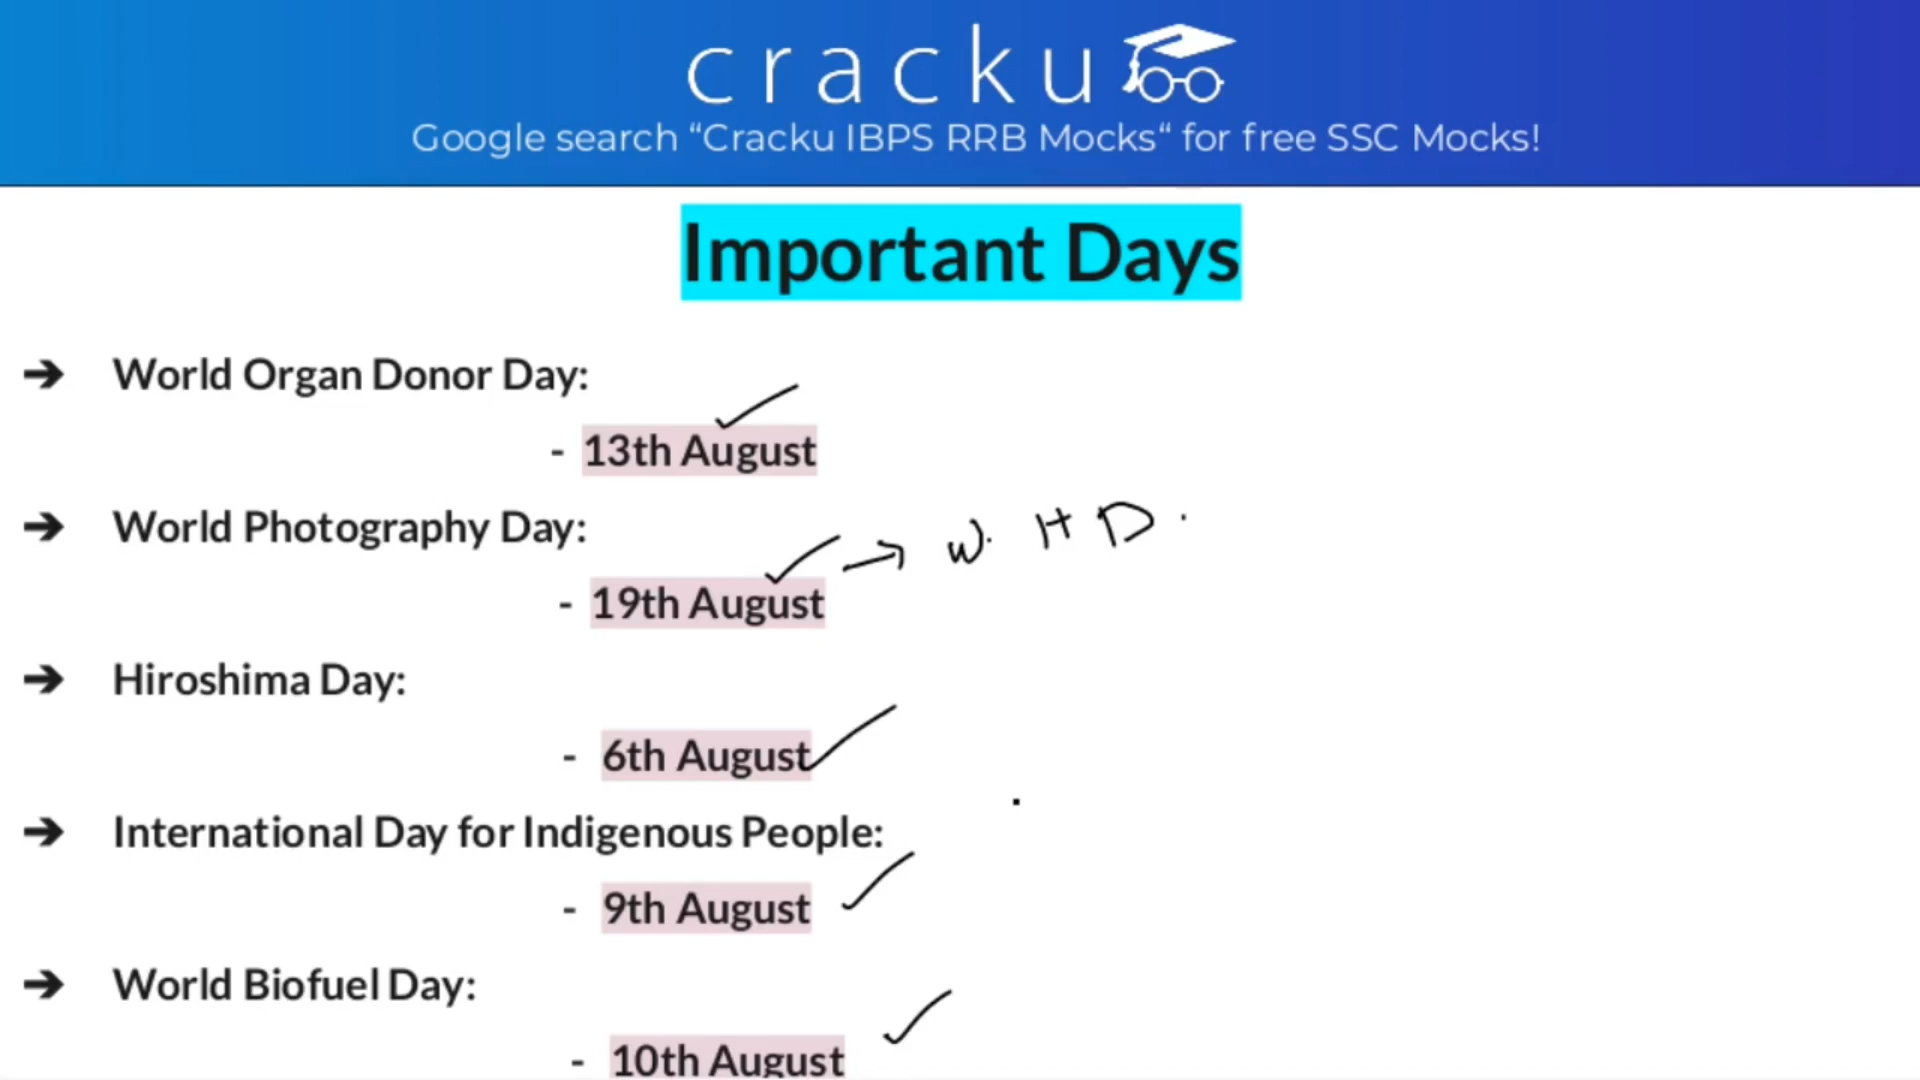 cracku
Google search “Cracku IBPS RRB Mocks“ for free SSC Mocks!
Important Days
➔ World Organ Donor Day:
- 13th August
➔ World Photography Day:
→ W. H D.
- 19th August
➔ Hiroshima Day:
- 6th August
➔ International Day for Indigenous People:
- 9th August
➔ World Biofuel Day:
- 10th August